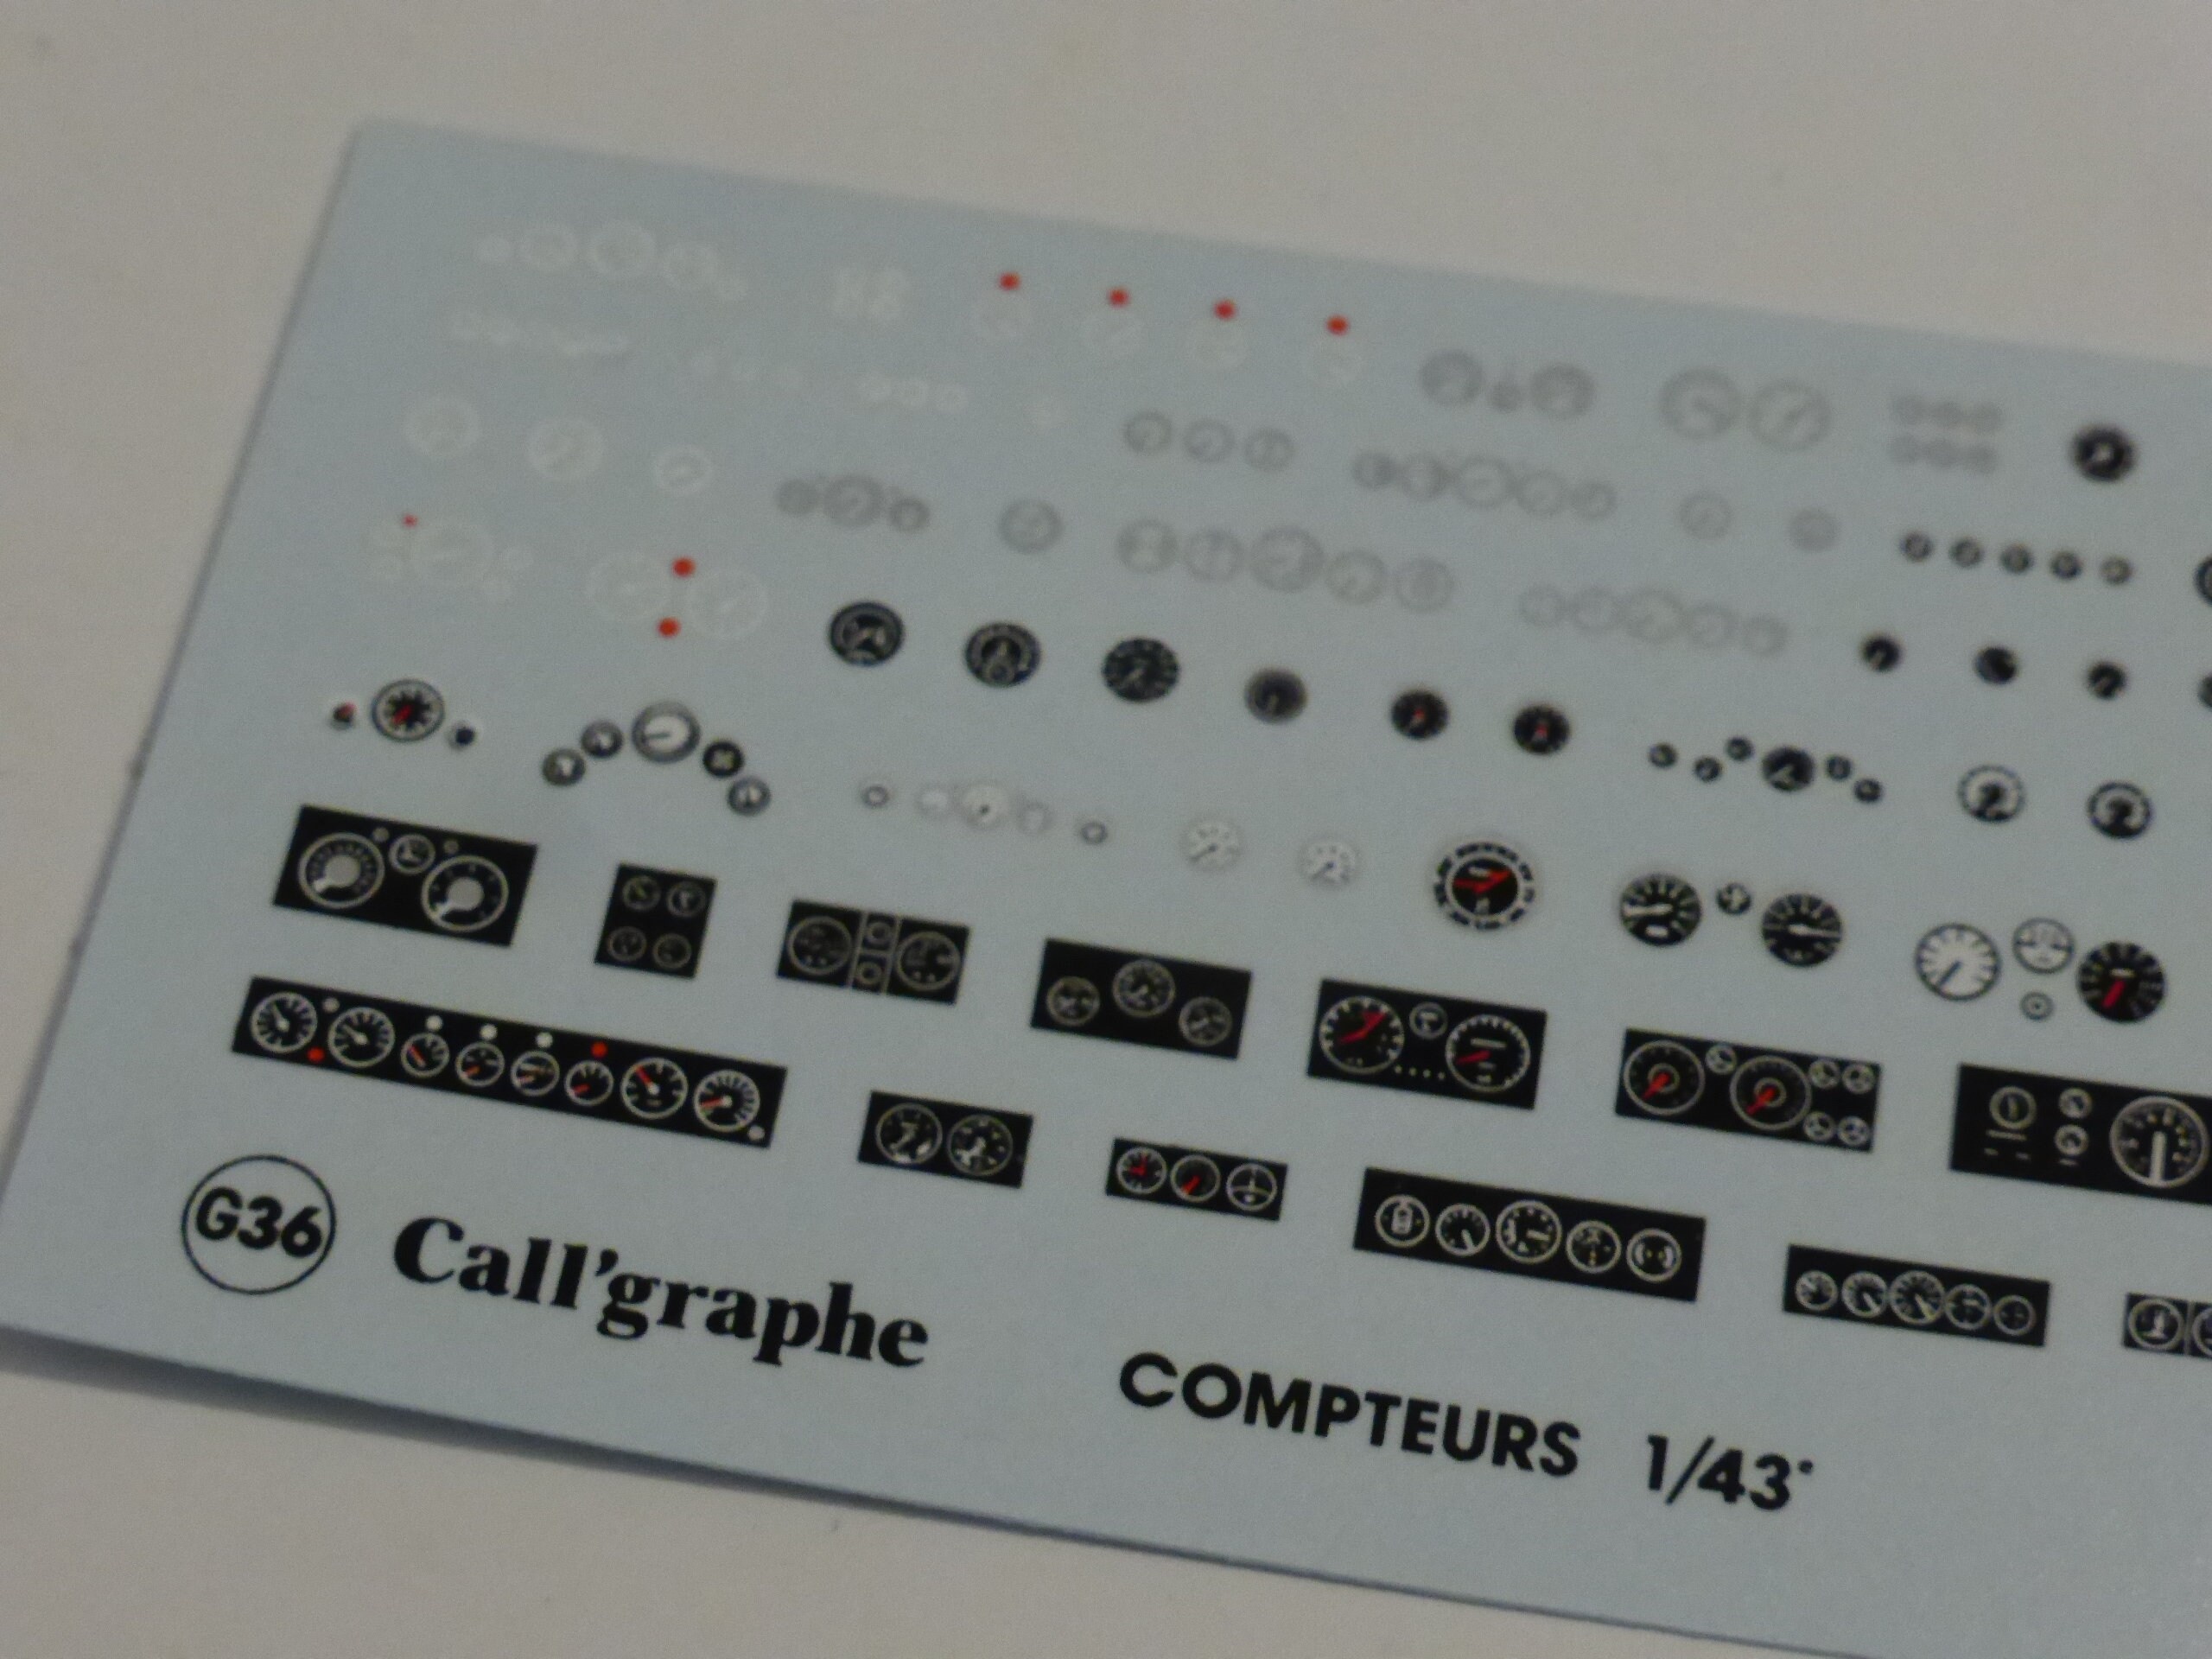 G36 Call'graphe
COMPTEURS 1/43°